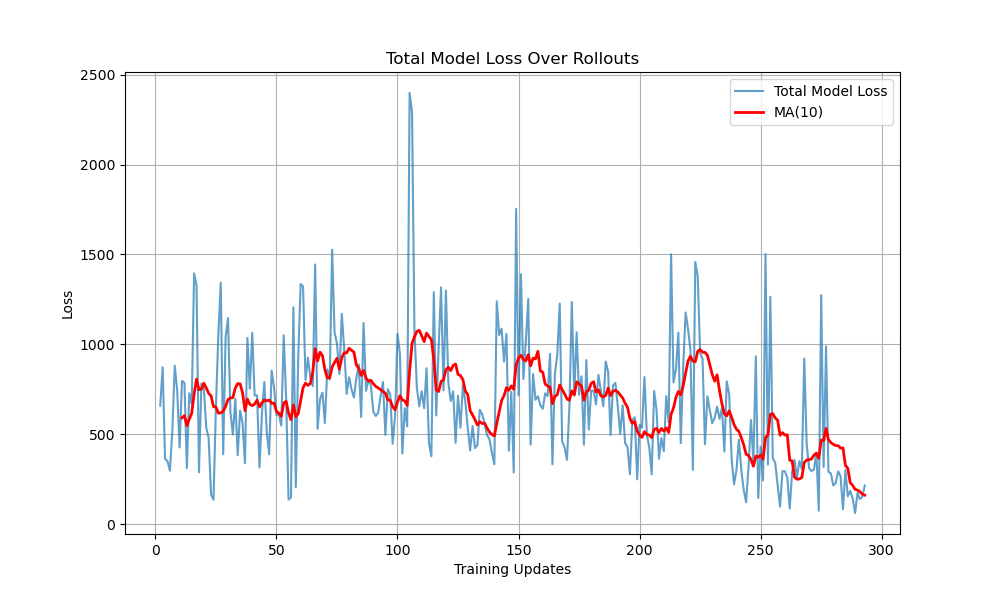 Total Model Loss Over Rollouts
Total Model Loss
MA(10)
Loss
2500
2000
1500
1000
500
0
0 50 100 150 200 250 300
Training Updates